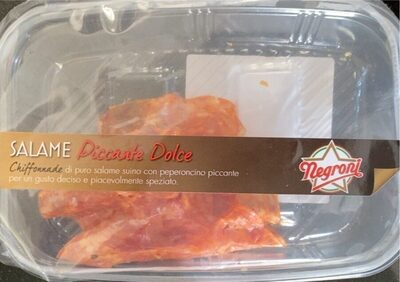 SALAME Piccante Dolce
Chiffonnade di puro salame suino con peperoncino piccante
per un gusto deciso e piacevolmente speziato.
Negroni